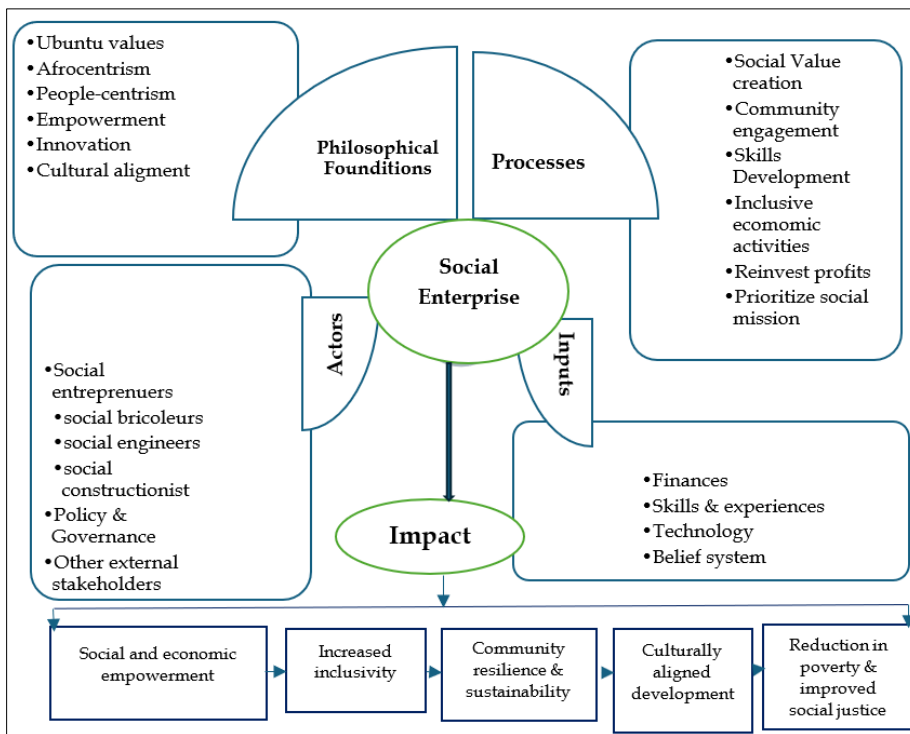 •Ubuntu values
•Afrocentrism
•People-centrism
•Empowerment
•Innovation
•Cultural aligment
Philosophical
Founditions
Processes
•Social Value
creation
•Community
engagement
•Skills
Development
•Inclusive
ecomomic
activities
•Reinvest profits
•Prioritize social
mission
Social
Enterprise
Actors
Inputs
•Social
entreprenuers
•social bricoleurs
•social engineers
•social
constructionist
•Policy &
Governance
•Other external
stakeholders
•Finances
•Skills & experiences
•Technology
•Belief system
Impact
Social and economic
empowerment
Increased
inclusivity
Community
resilience &
sustainability
Culturally
aligned
development
Reduction in
poverty &
improved
social justice